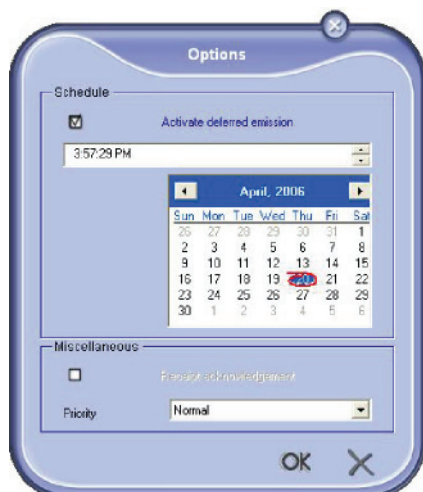 Options
Schedule
Activate deferred emission
3:57:29 PM
April, 2006
Sun Mon Tue Wed Thu Fri Sat
26 27 28 29 30 31 1
2 3 4 5 6 7 8
9 10 11 12 13 14 15
16 17 18 19 20 21 22
23 24 25 26 27 28 29
30 1 2 3 4 5 6
Miscellaneous
Receipt acknowledgement
Priority Normal
OK